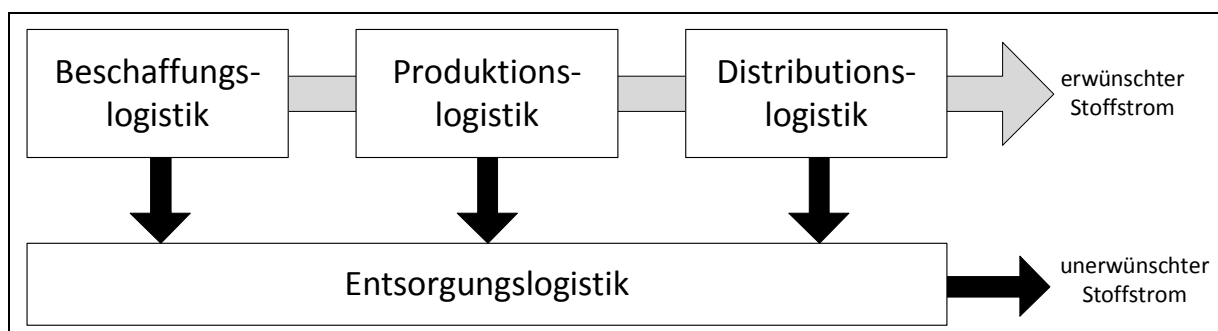 Beschaffungs-
logistik
Produktions-
logistik
Distributions-
logistik
erwünschter
Stoffstrom
Entsorgungslogistik
unerwünschter
Stoffstrom